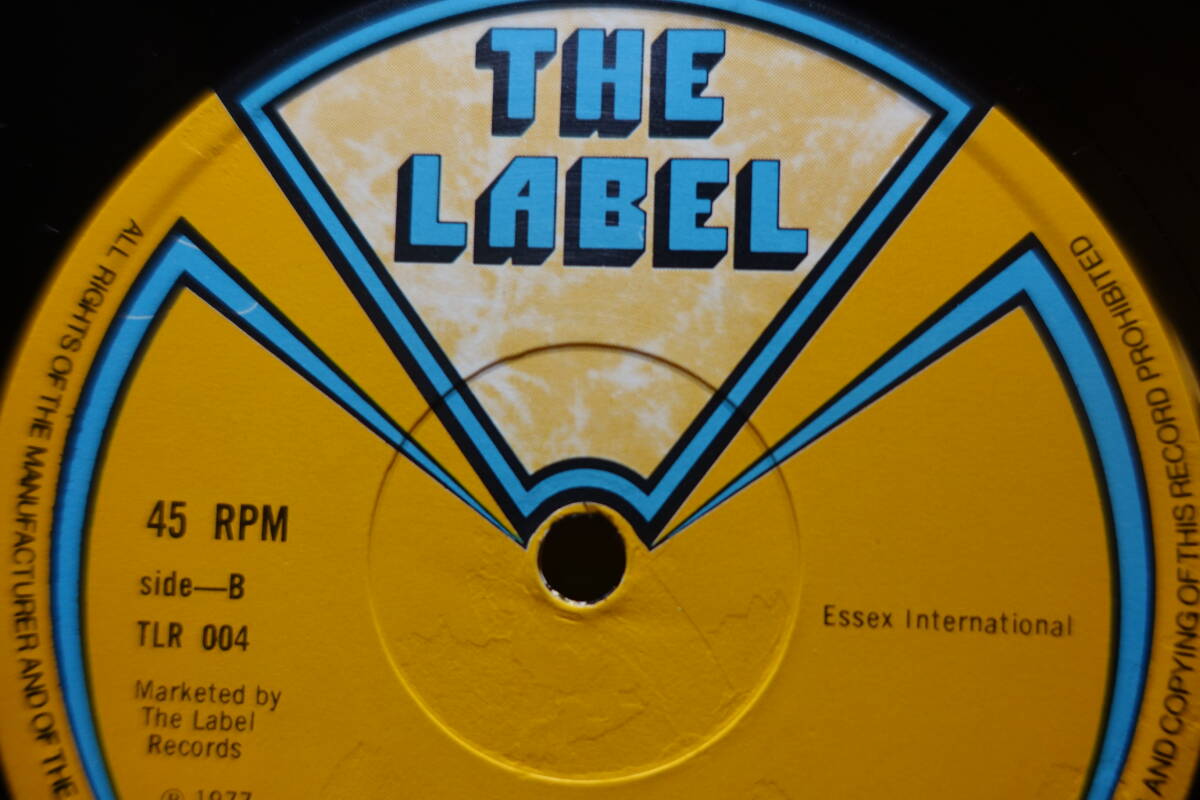 THE
LABEL
ALL RIGHTS OF THE MANUFACTURER AND OF THE
AND COPYING OF THIS RECORD PROHIBITED
45 RPM
side—B
TLR 004
Marketed by
The Label
Records
℗ 1977
Essex International